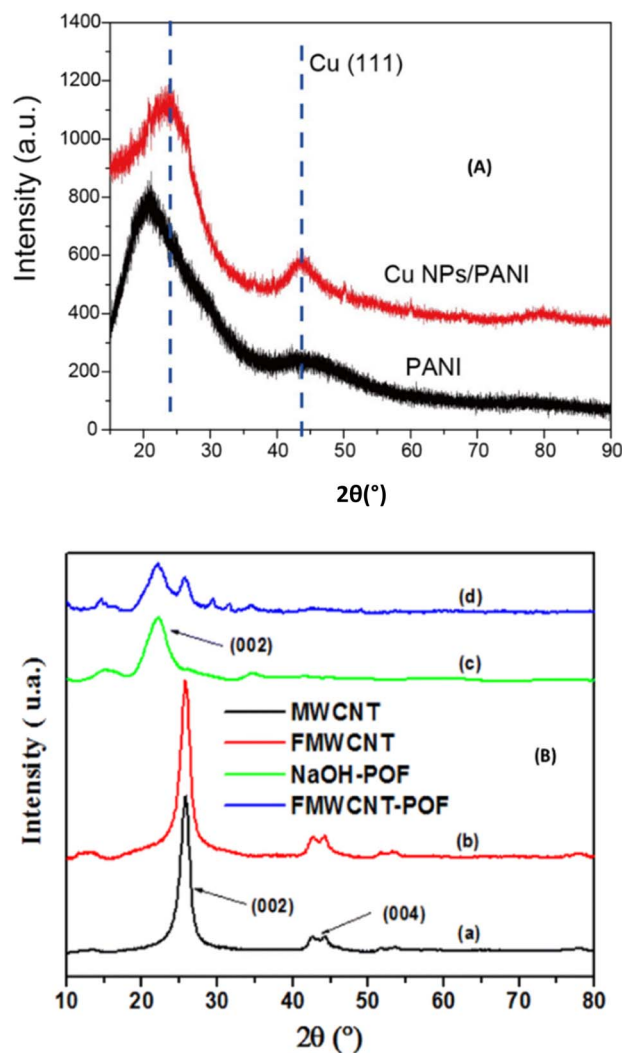 1400
1200
1000
800
600
400
200
0
Intensity (a.u.)
Cu (111)
(A)
Cu NPs/PANI
PANI
20 30 40 50 60 70 80 90
2θ(°)
(d)
(002)
(c)
MWCNT
FMWCNT
NaOH-POF
FMWCNT-POF
(B)
Intensity ( u.a.)
(b)
(002)
(004)
(a)
10 20 30 40 50 60 70 80
2θ (°)